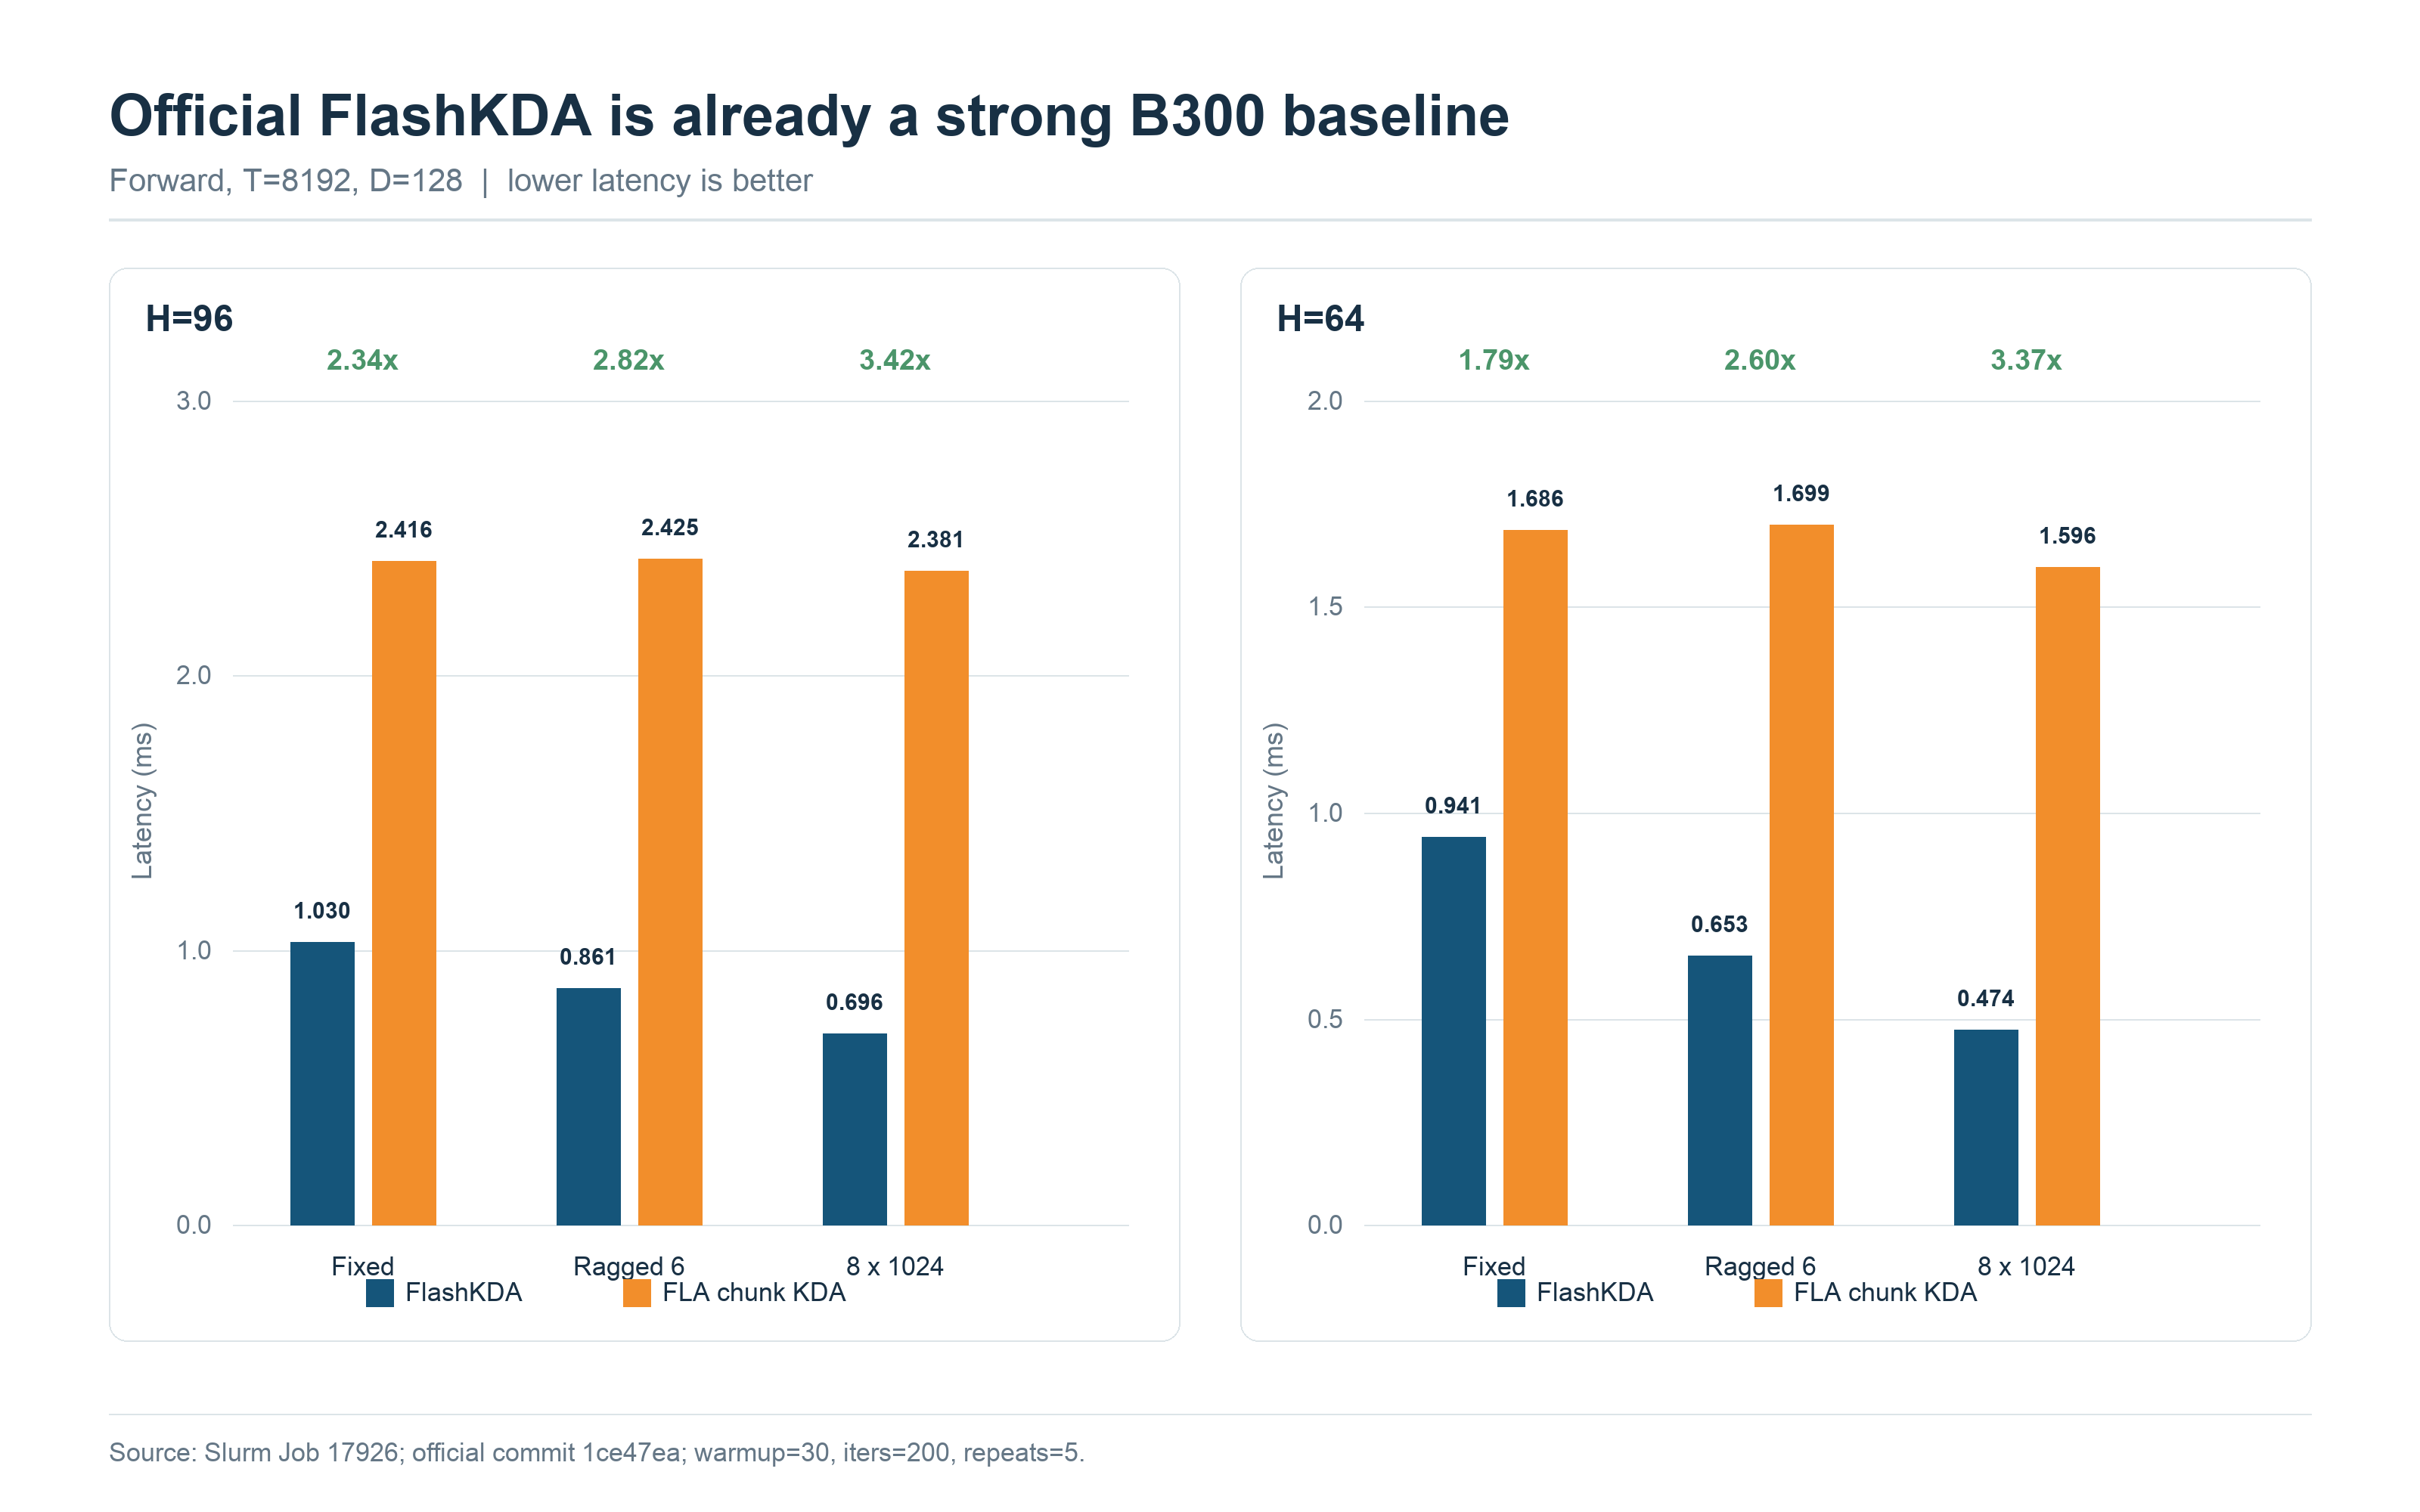 Official FlashKDA is already a strong B300 baseline
Forward, T=8192, D=128 | lower latency is better
H=96
2.34x 2.82x 3.42x
3.0
2.416 2.425 2.381
2.0
Latency (ms)
1.030 0.861 0.696
1.0
0.0
Fixed Ragged 6 8 x 1024
FlashKDA FLA chunk KDA
H=64
1.79x 2.60x 3.37x
2.0
1.686 1.699 1.596
1.5
Latency (ms)
0.941 0.653 0.474
1.0
0.5
0.0
Fixed Ragged 6 8 x 1024
FlashKDA FLA chunk KDA
Source: Slurm Job 17926; official commit 1ce47ea; warmup=30, iters=200, repeats=5.